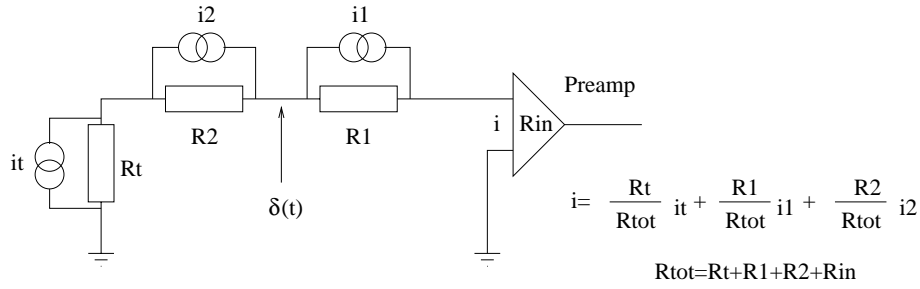 i2
i1
Preamp
R2
R1
i
Rin
it
Rt
δ(t)
i= Rt/Rtot it + R1/Rtot i1 + R2/Rtot i2
Rtot=Rt+R1+R2+Rin